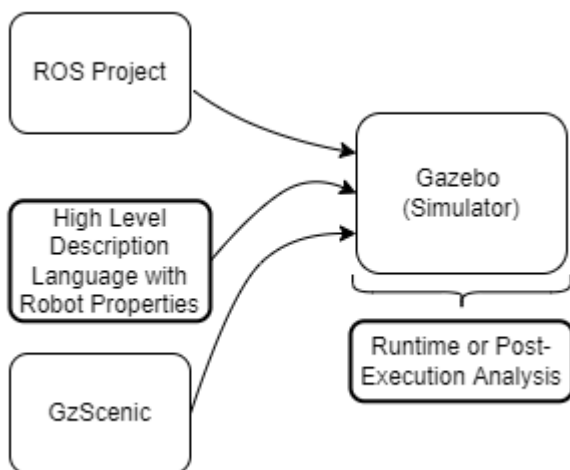 ROS Project
High Level
Description
Language with
Robot Properties
GzScenic
Gazebo
(Simulator)
Runtime or Post-
Execution Analysis